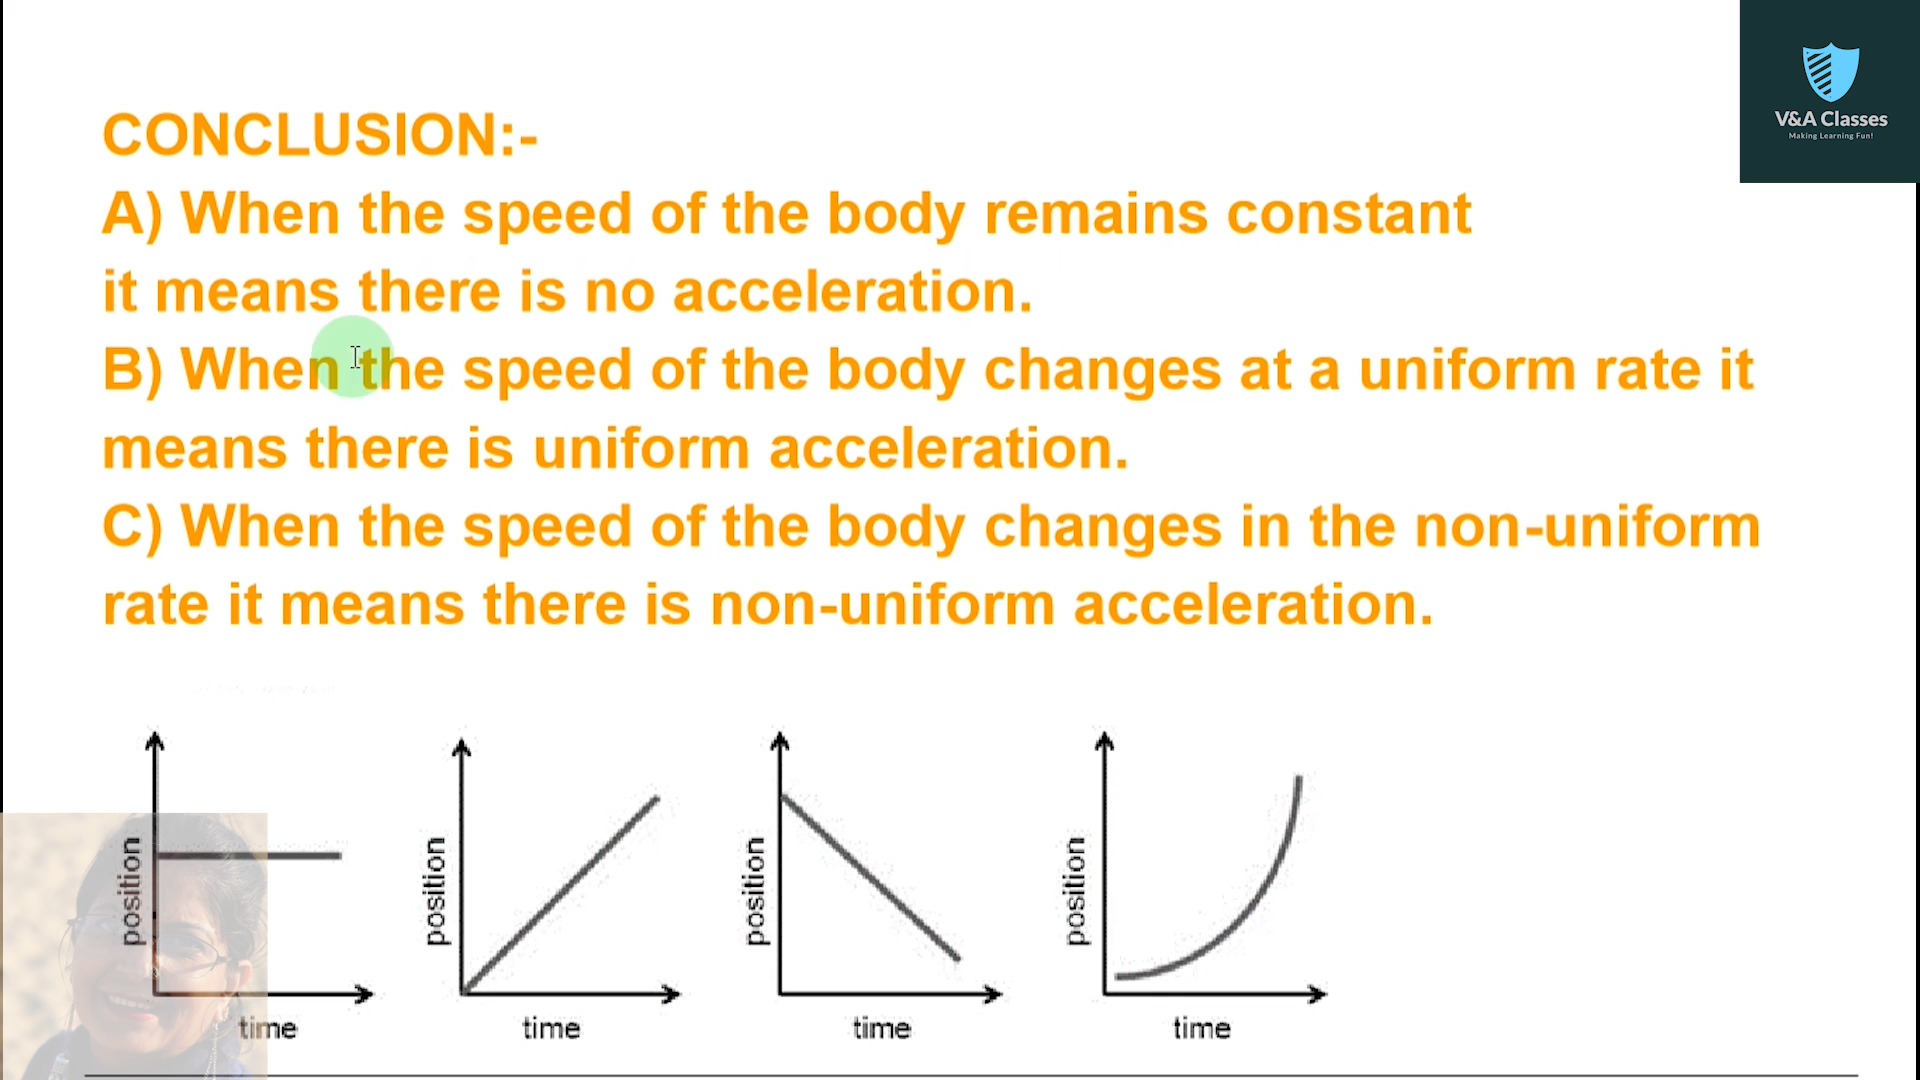 V&A Classes
Making Learning Fun!
CONCLUSION:-
A) When the speed of the body remains constant
it means there is no acceleration.
B) When the speed of the body changes at a uniform rate it
means there is uniform acceleration.
C) When the speed of the body changes in the non-uniform
rate it means there is non-uniform acceleration.
position
time
position
time
position
time
position
time